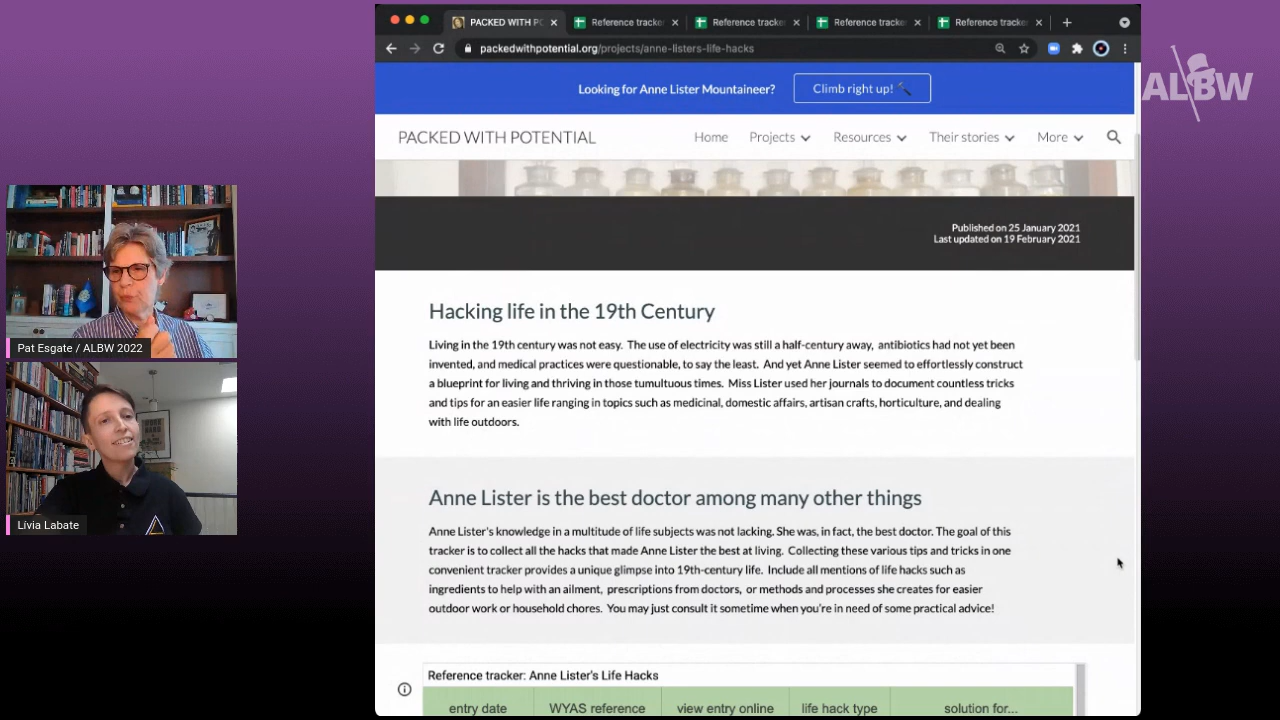 PACKED WITH PO
Reference tracke
Reference tracke
Reference tracke
Reference tracke
packedwithpotential.org/projects/anne-listers-life-hacks
Looking for Anne Lister Mountaineer?
Climb right up!
ALBW
PACKED WITH POTENTIAL
Home
Projects
Resources
Their stories
More
Published on 25 January 2021
Last updated on 19 February 2021
Hacking life in the 19th Century
Living in the 19th century was not easy. The use of electricity was still a half-century away, antibiotics had not yet been
invented, and medical practices were questionable, to say the least. And yet Anne Lister seemed to effortlessly construct
a blueprint for living and thriving in those tumultuous times. Miss Lister used her journals to document countless tricks
and tips for an easier life ranging in topics such as medicinal, domestic affairs, artisan crafts, horticulture, and dealing
with life outdoors.
Pat Esgate / ALBW 2022
Lívia Labate
Anne Lister is the best doctor among many other things
Anne Lister's knowledge in a multitude of life subjects was not lacking. She was, in fact, the best doctor. The goal of this
tracker is to collect all the hacks that made Anne Lister the best at living. Collecting these various tips and tricks in one
convenient tracker provides a unique glimpse into 19th-century life. Include all mentions of life hacks such as
ingredients to help with an ailment, prescriptions from doctors, or methods and processes she creates for easier
outdoor work or household chores. You may just consult it sometime when you're in need of some practical advice!
Reference tracker: Anne Lister's Life Hacks
entry date
WYAS reference
view entry online
life hack type
solution for...